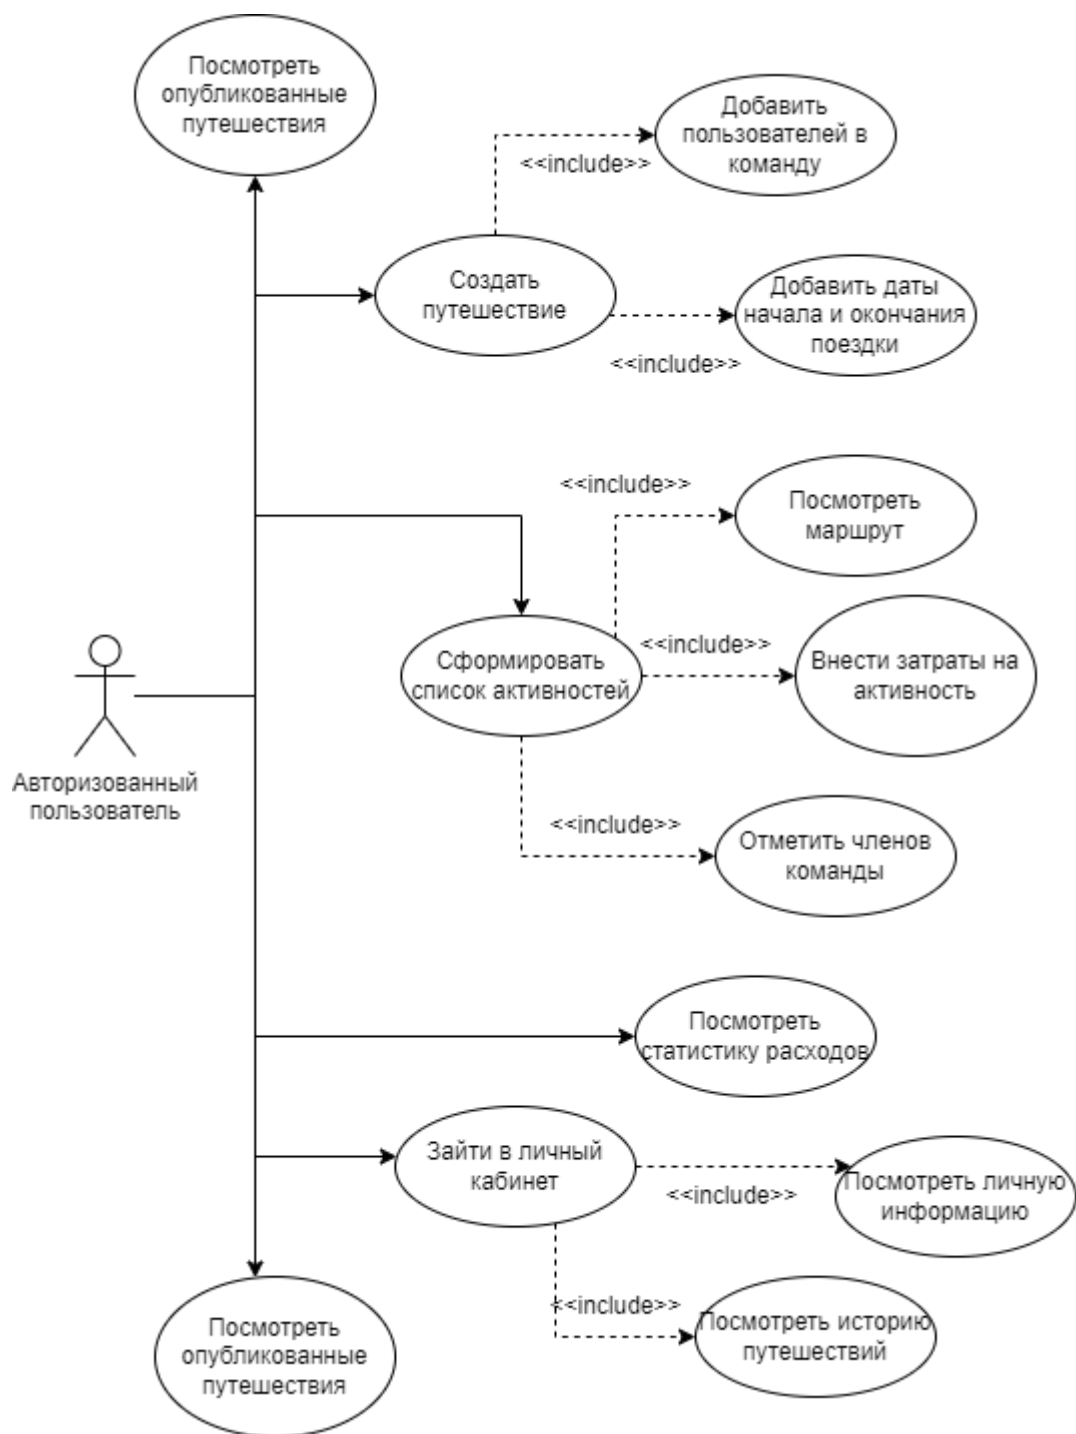 Посмотреть
опубликованные
путешествия
Добавить
пользователей в
команду
<<include>>
Создать
путешествие
Добавить даты
начала и окончания
поездки
<<include>>
<<include>>
Посмотреть
маршрут
<<include>>
Сформировать
список активностей
Внести затраты на
активность
Авторизованный
пользователь
<<include>>
Отметить членов
команды
Посмотреть
статистику расходов
Зайти в личный
кабинет
<<include>>
Посмотреть личную
информацию
<<include>>
Посмотреть историю
путешествий
Посмотреть
опубликованные
путешествия